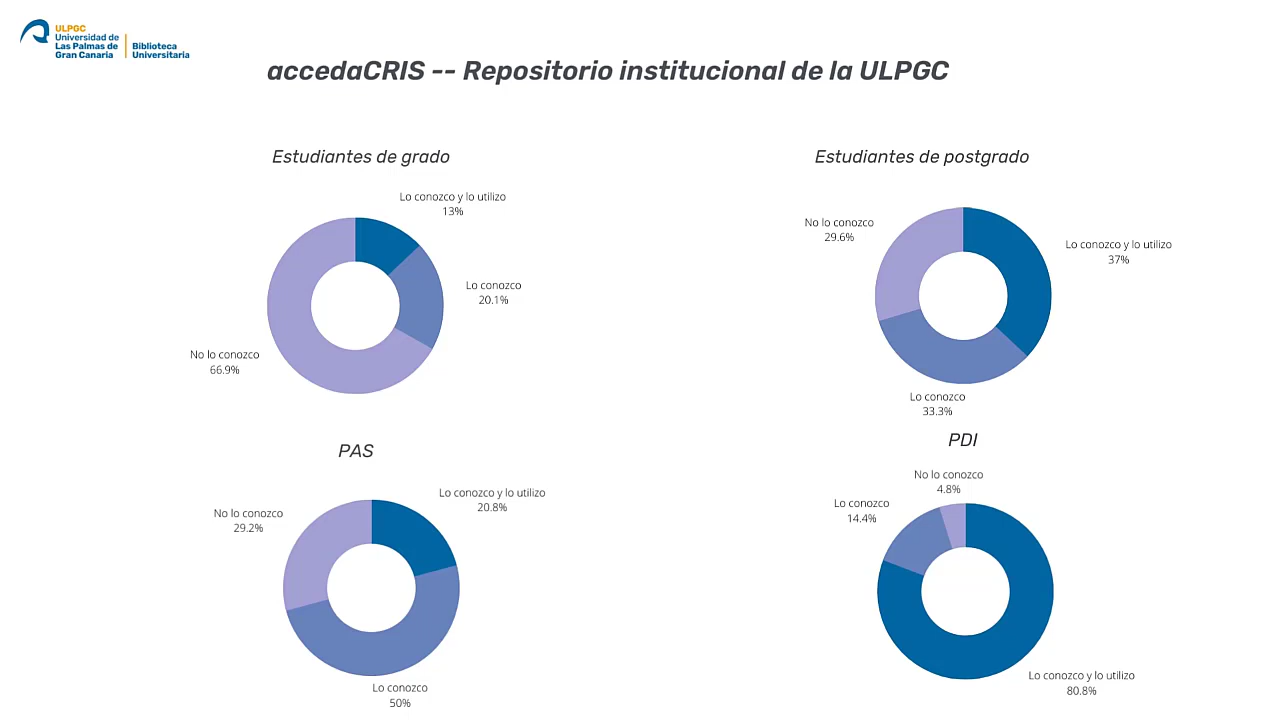 ULPGC
Universidad de
Las Palmas de
Gran Canaria
Biblioteca
Universitaria
accedaCRIS -- Repositorio institucional de la ULPGC
Estudiantes de grado
Lo conozco y lo utilizo
13%
Lo conozco
20.1%
No lo conozco
66.9%
Estudiantes de postgrado
No lo conozco
29.6%
Lo conozco y lo utilizo
37%
Lo conozco
33.3%
PAS
Lo conozco y lo utilizo
20.8%
No lo conozco
29.2%
Lo conozco
50%
PDI
No lo conozco
4.8%
Lo conozco
14.4%
Lo conozco y lo utilizo
80.8%